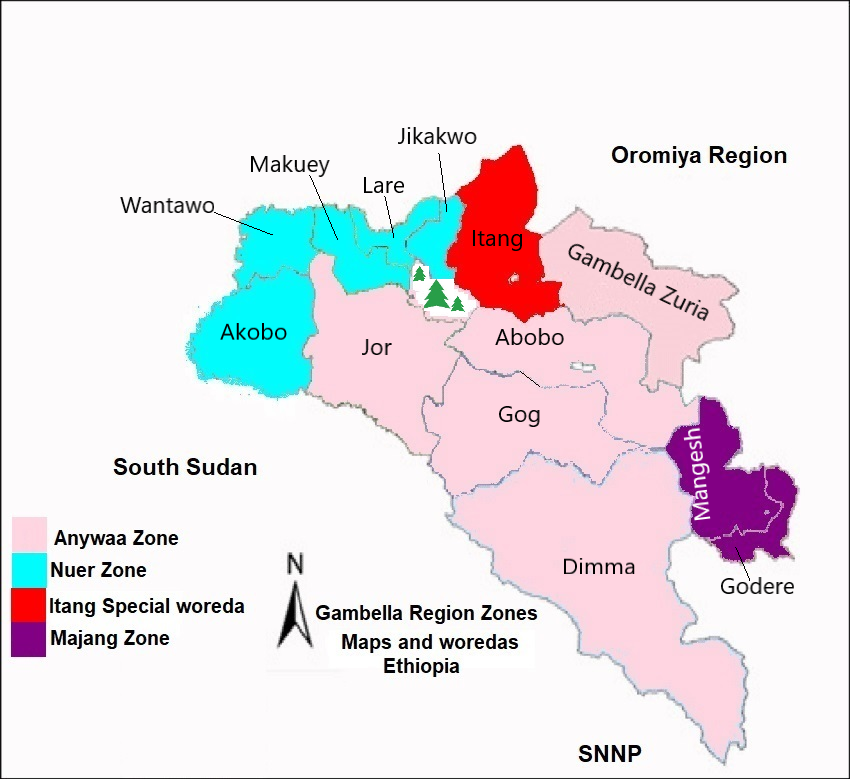 Jikakwo
Oromiya Region
Makuey
Lare
Wantawo
Itang
Gambella Zuria
Akobo
Abobo
Jor
Gog
Mangesh
South Sudan
Anywaa Zone
Nuer Zone
Itang Special woreda
Majang Zone
N
Gambella Region Zones
Maps and woredas
Ethiopia
Dimma
Godere
SNNP